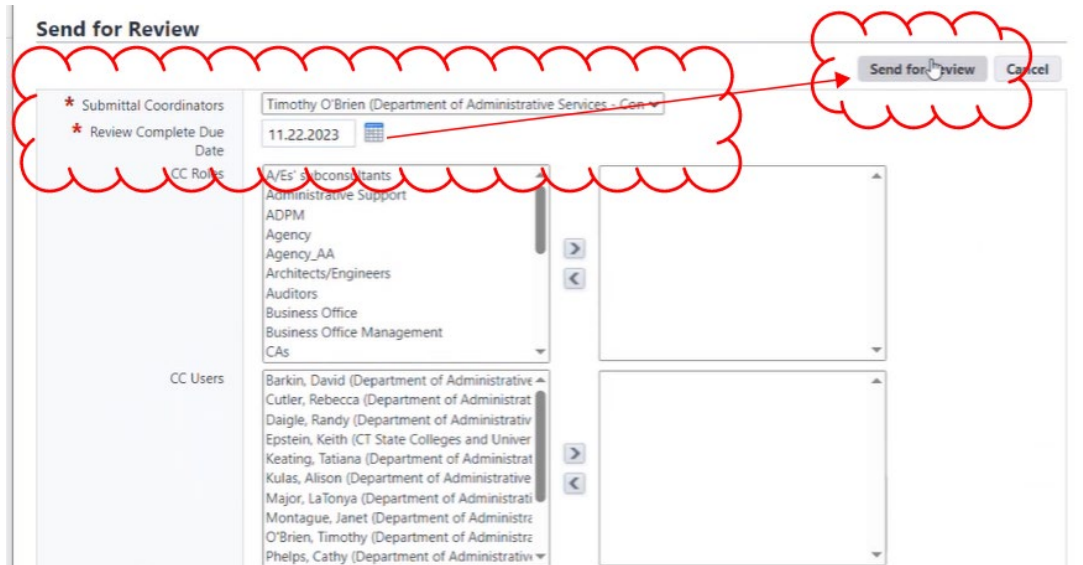 Send for Review
Send for Review Cancel
* Submittal Coordinators Timothy O'Brien (Department of Administrative Services - Con
* Review Complete Due 11.22.2023
Date
CC Roles A/Es' subconsultants
Administrative Support
ADPM
Agency
Agency_AA
Architects/Engineers
Auditors
Business Office
Business Office Management
CAs
CC Users Barkin, David (Department of Administrative
Cutler, Rebecca (Department of Administrat
Daigle, Randy (Department of Administrativ
Epstein, Keith (CT State Colleges and Univer
Keating, Tatiana (Department of Administrat
Kulas, Alison (Department of Administrative
Major, LaTonya (Department of Administrati
Montague, Janet (Department of Administra
O'Brien, Timothy (Department of Administra
Phelps, Cathy (Department of Administrative